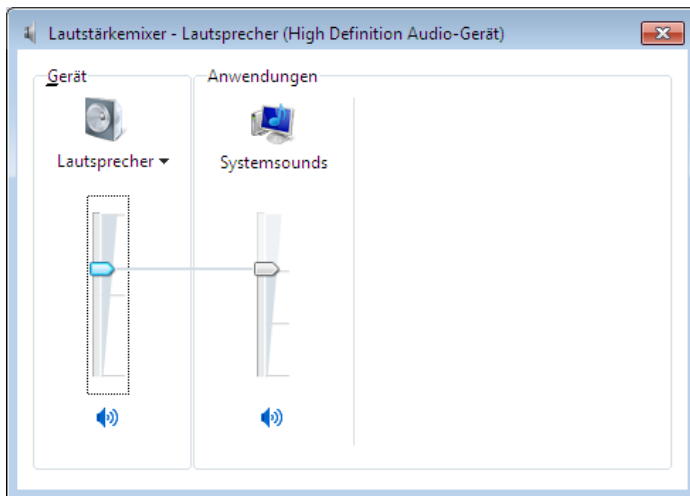 Lautstärkemixer - Lautsprecher (High Definition Audio-Gerät)
Gerät
Anwendungen
Lautsprecher
Systemsounds